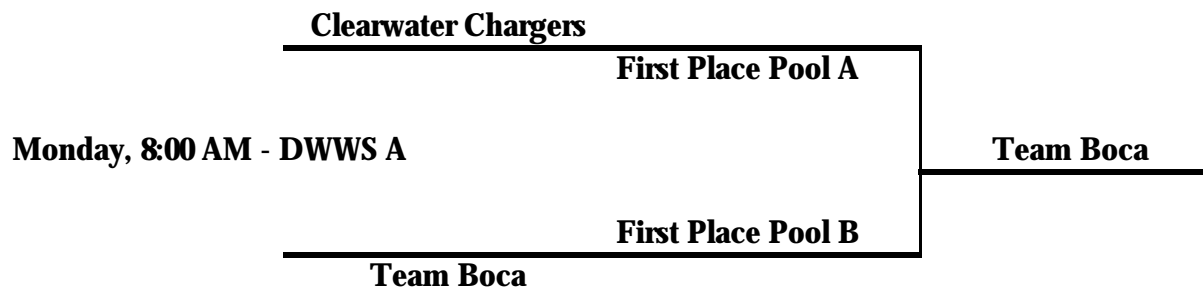 Clearwater Chargers
First Place Pool A
Monday, 8:00 AM - DWWS A
Team Boca
First Place Pool B
Team Boca